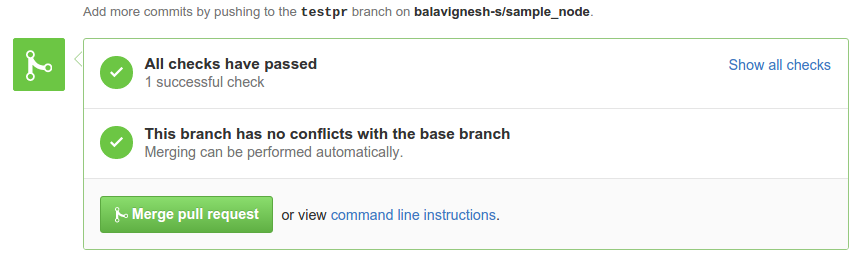 Add more commits by pushing to the testpr branch on balavignesh-s/sample_node.
All checks have passed
Show all checks
1 successful check
This branch has no conflicts with the base branch
Merging can be performed automatically.
Merge pull request or view command line instructions.